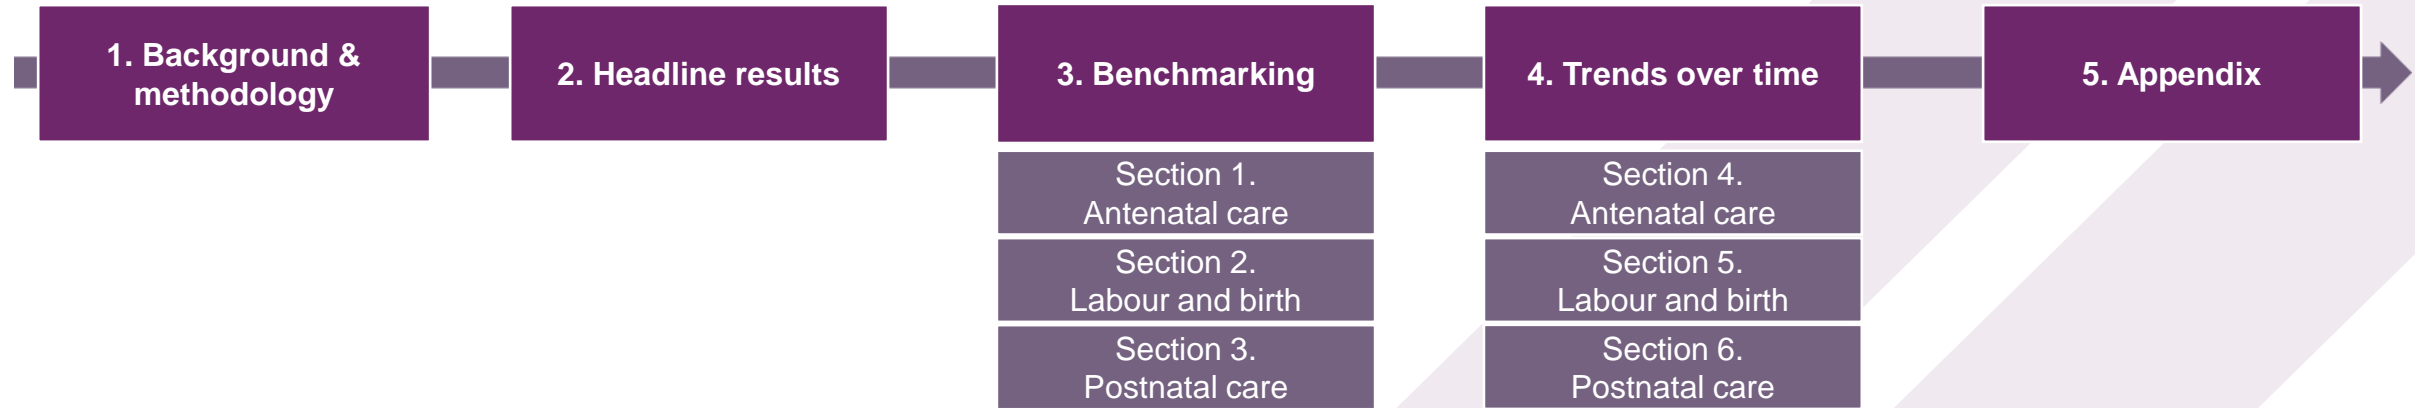 1. Background &
methodology
2. Headline results
3. Benchmarking
Section 1.
Antenatal care
Section 2.
Labour and birth
Section 3.
Postnatal care
4. Trends over time
Section 4.
Antenatal care
Section 5.
Labour and birth
Section 6.
Postnatal care
5. Appendix